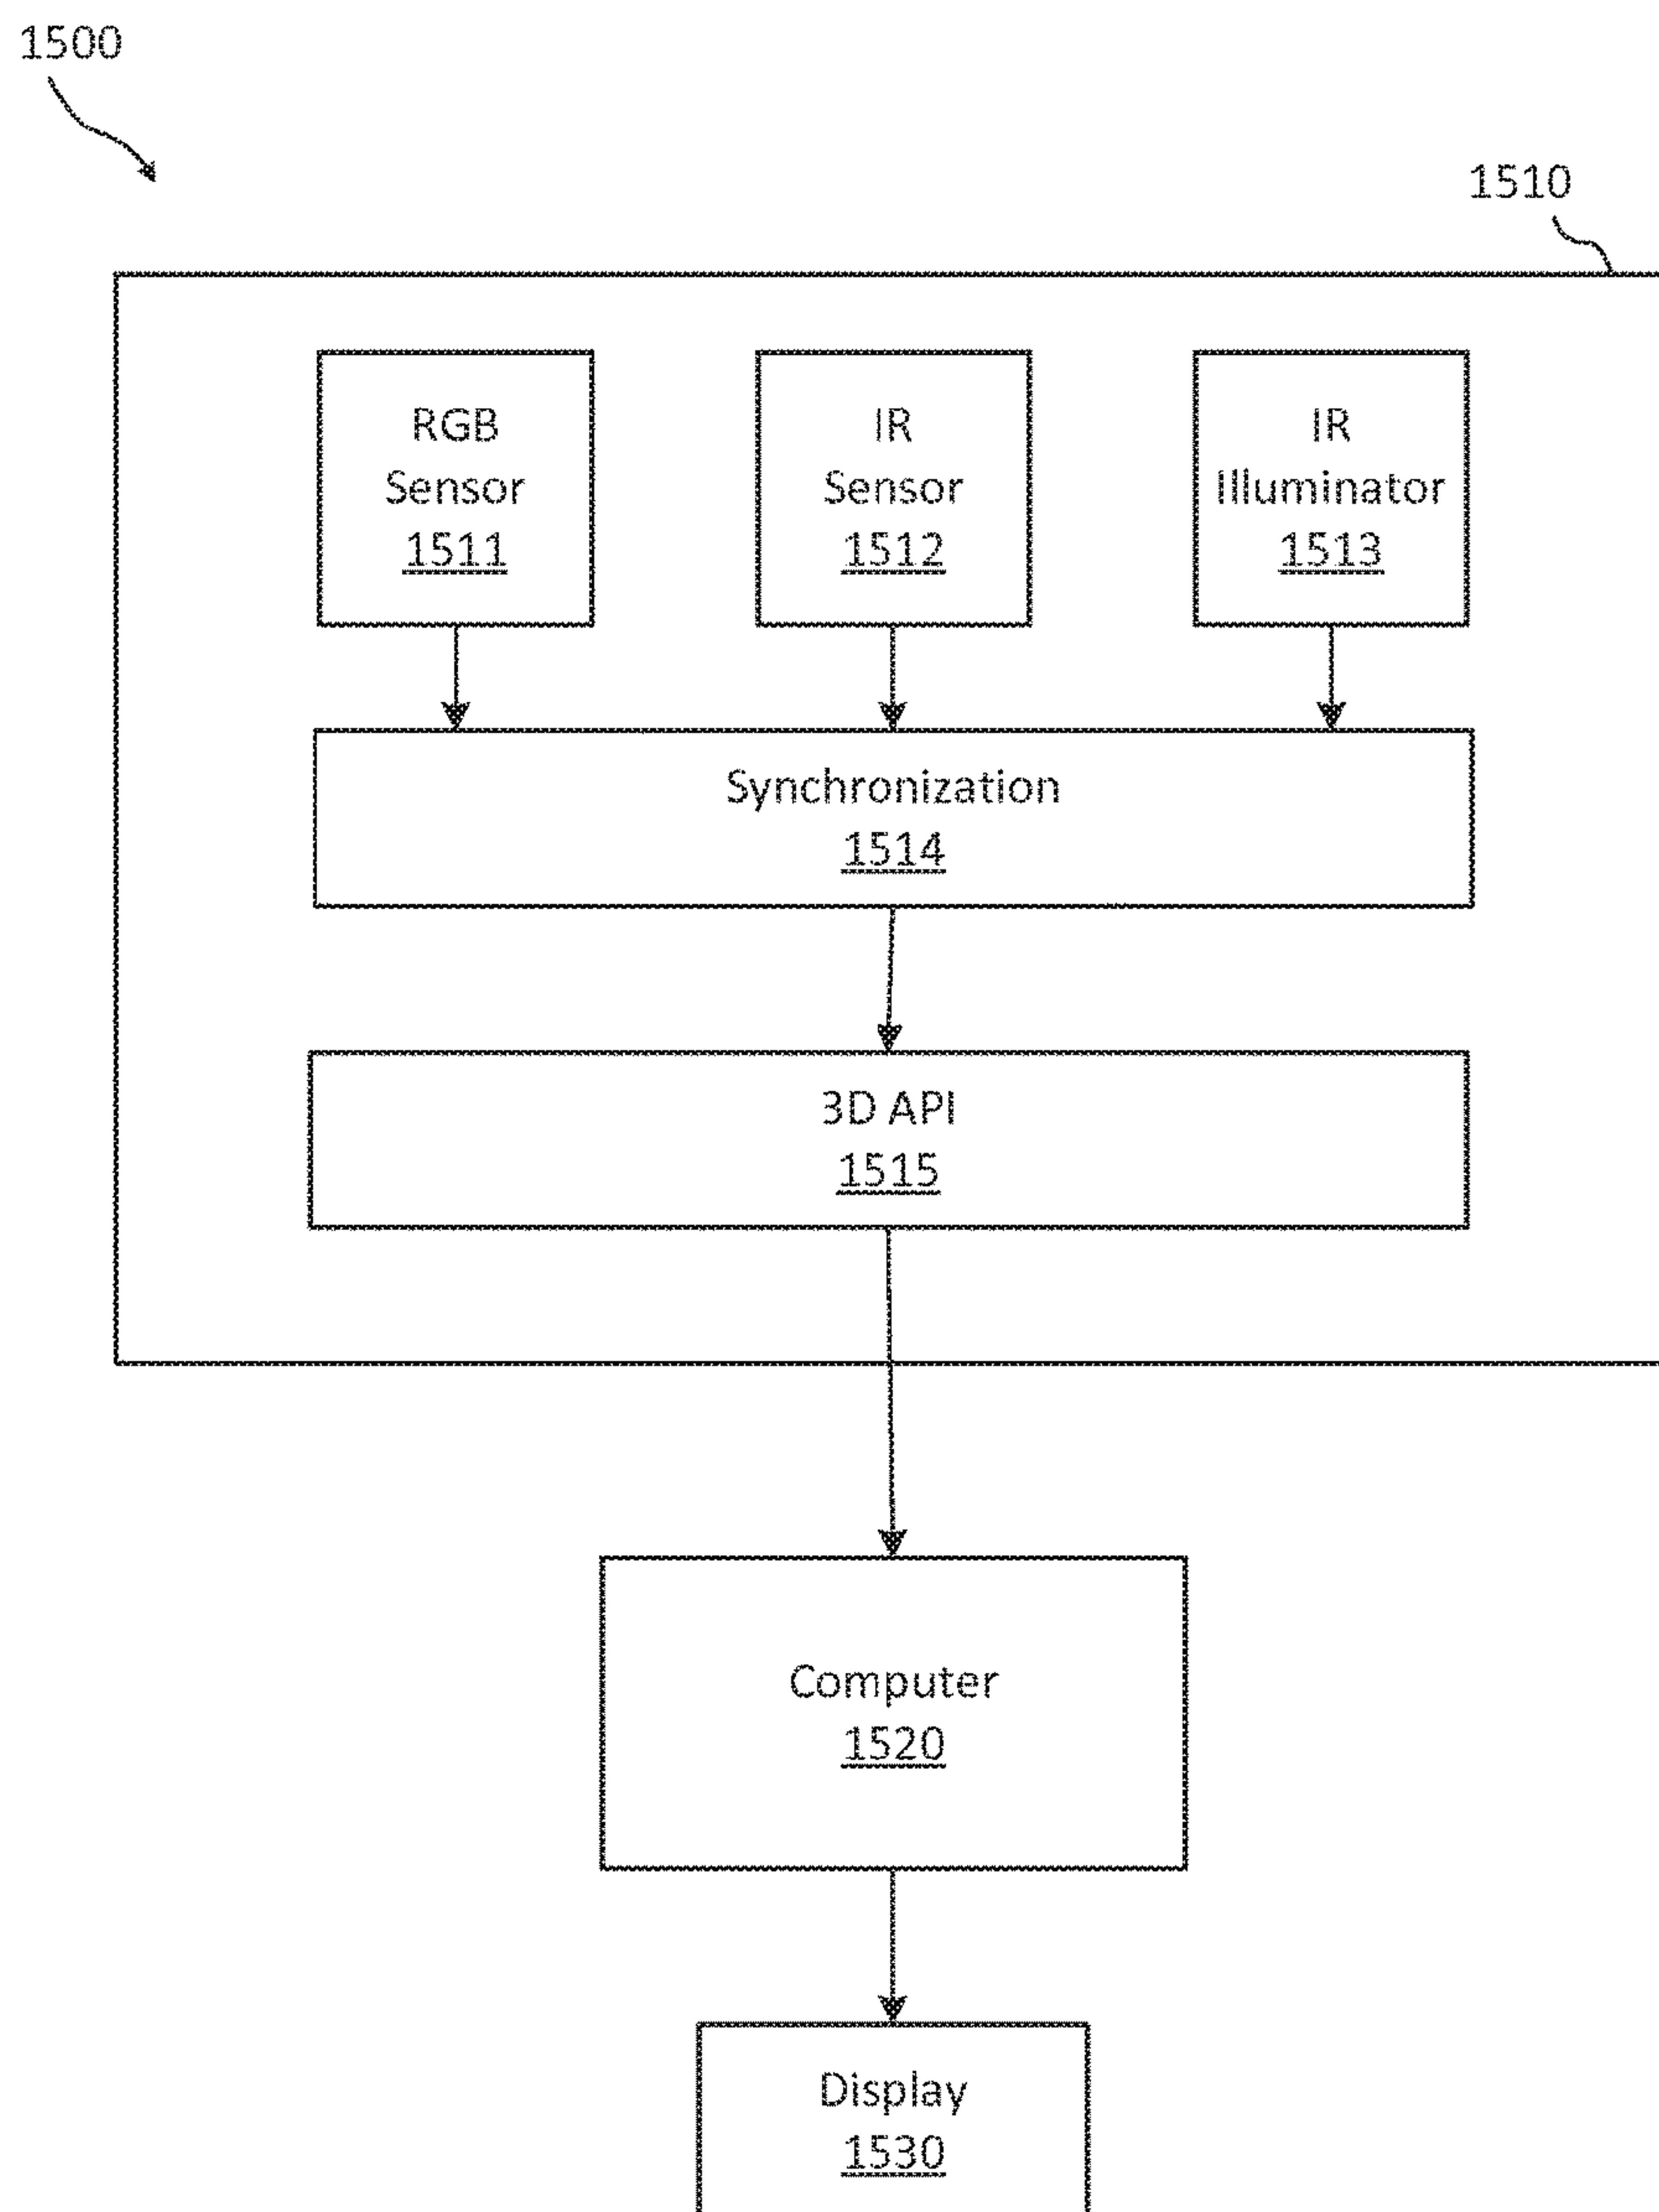 1500
1510
RGB
Sensor
1511
IR
Sensor
1512
IR
Illuminator
1513
Synchronization
1514
3D API
1515
Computer
1520
Display
1530